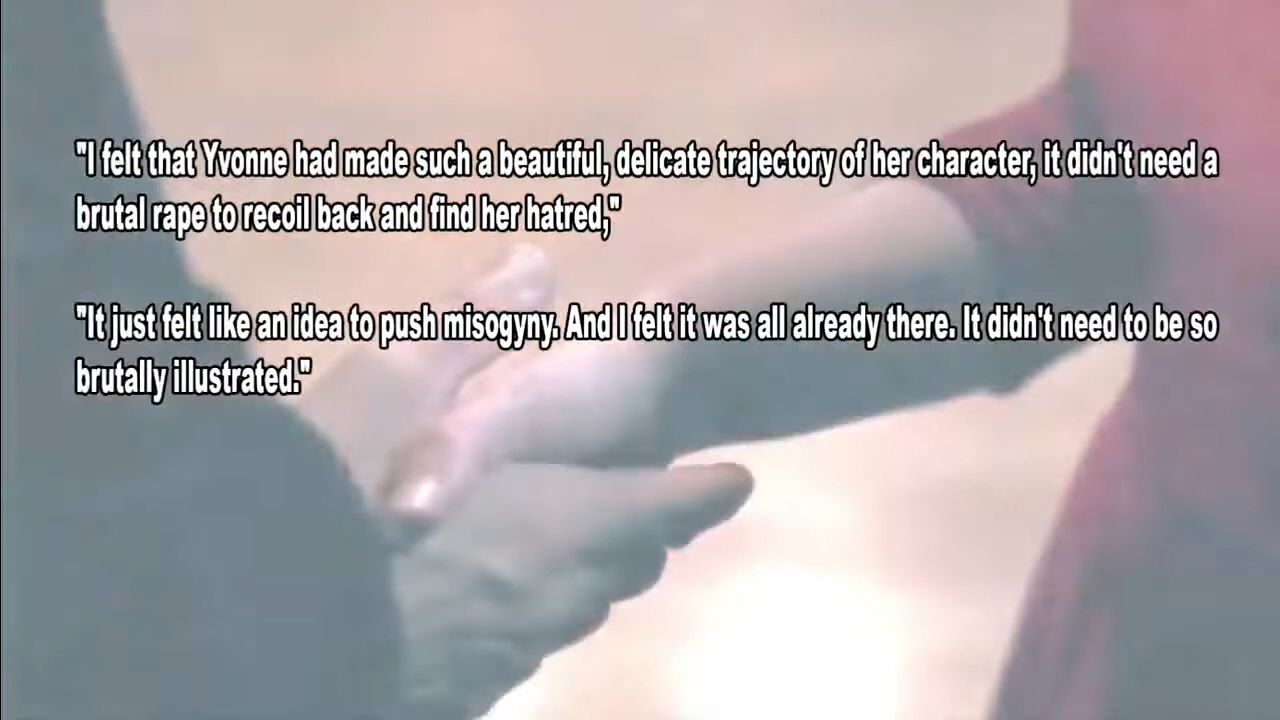 "I felt that Yvonne had made such a beautiful, delicate trajectory of her character, it didn't need a
brutal rape to recoil back and find her hatred,"
"It just felt like an idea to push misogyny. And I felt it was all already there. It didn't need to be so
brutally illustrated."